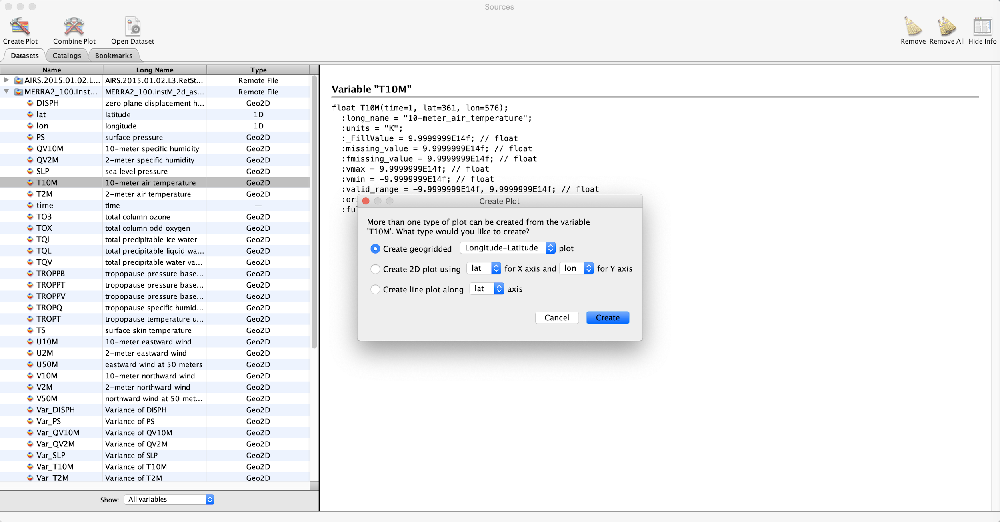 Sources
Create Plot
Combine Plot
Open Dataset
Remove
Remove All
Hide Info
Datasets
Catalogs
Bookmarks
Name Long Name Type
AIRS.2015.01.02.L... AIRS.2015.01.02.L3.RetSt... Remote File
MERRA2_100.inst... MERRA2_100.instM_2d_as... Remote File
DISPH zero plane displacement h... Geo2D
lat latitude 1D
lon longitude 1D
PS surface pressure Geo2D
QV10M 10-meter specific humidity Geo2D
QV2M 2-meter specific humidity Geo2D
SLP sea level pressure Geo2D
T10M 10-meter air temperature Geo2D
T2M 2-meter air temperature Geo2D
time time —
TO3 total column ozone Geo2D
TOX total column odd oxygen Geo2D
TQI total precipitable ice water Geo2D
TQL total precipitable liquid wa... Geo2D
TQV total precipitable water va... Geo2D
TROPPB tropopause pressure base... Geo2D
TROPPT tropopause pressure base... Geo2D
TROPPV tropopause pressure base... Geo2D
TROPQ tropopause specific humid... Geo2D
TROPT tropopause temperature u... Geo2D
TS surface skin temperature Geo2D
U10M 10-meter eastward wind Geo2D
U2M 2-meter eastward wind Geo2D
U50M eastward wind at 50 meters Geo2D
V10M 10-meter northward wind Geo2D
V2M 2-meter northward wind Geo2D
V50M northward wind at 50 met... Geo2D
Var_DISPH Variance of DISPH Geo2D
Var_PS Variance of PS Geo2D
Var_QV10M Variance of QV10M Geo2D
Var_QV2M Variance of QV2M Geo2D
Var_SLP Variance of SLP Geo2D
Var_T10M Variance of T10M Geo2D
Var_T2M Variance of T2M Geo2D
Show: All variables
Variable "T10M"
float T10M(time=1, lat=361, lon=576);
:long_name = "10-meter_air_temperature";
:units = "K";
:_FillValue = 9.9999999E14f; // float
:missing_value = 9.9999999E14f; // float
:fmissing_value = 9.9999999E14f; // float
:vmax = 9.9999999E14f; // float
:vmin = -9.9999999E14f; // float
:valid_range = -9.9999999E14f, 9.9999999E14f; // float
Create Plot
More than one type of plot can be created from the variable
'T10M'. What type would you like to create?
Create geogridded Longitude-Latitude plot
Create 2D plot using lat for X axis and lon for Y axis
Create line plot along lat axis
Cancel
Create